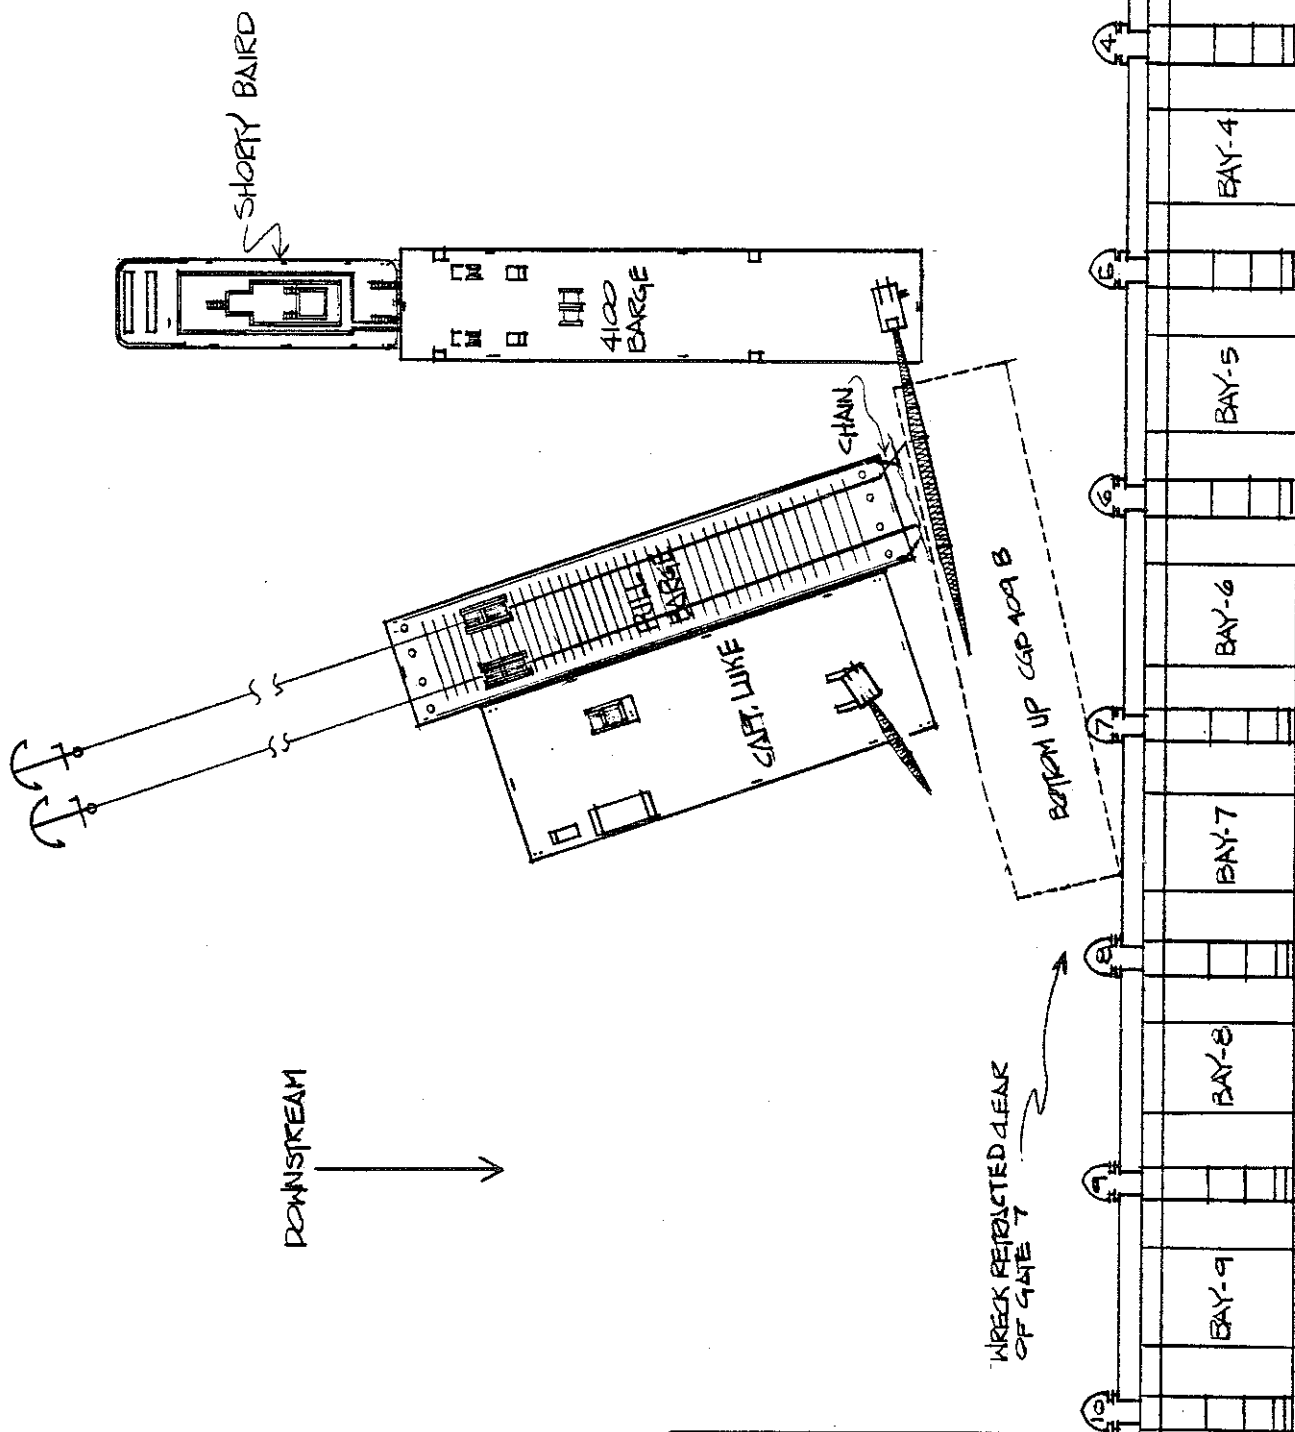 SHORTY BAIRD
4100
BARGE
CHAIN
PULL
BARGE
CAPT. LUKE
BOTTOM UP CGB 409 B
DOWNSTREAM
WRECK RETRACTED CLEAR
OF GATE 7
4
5
6
7
8
9
10
BAY-4
BAY-5
BAY-6
BAY-7
BAY-8
BAY-9